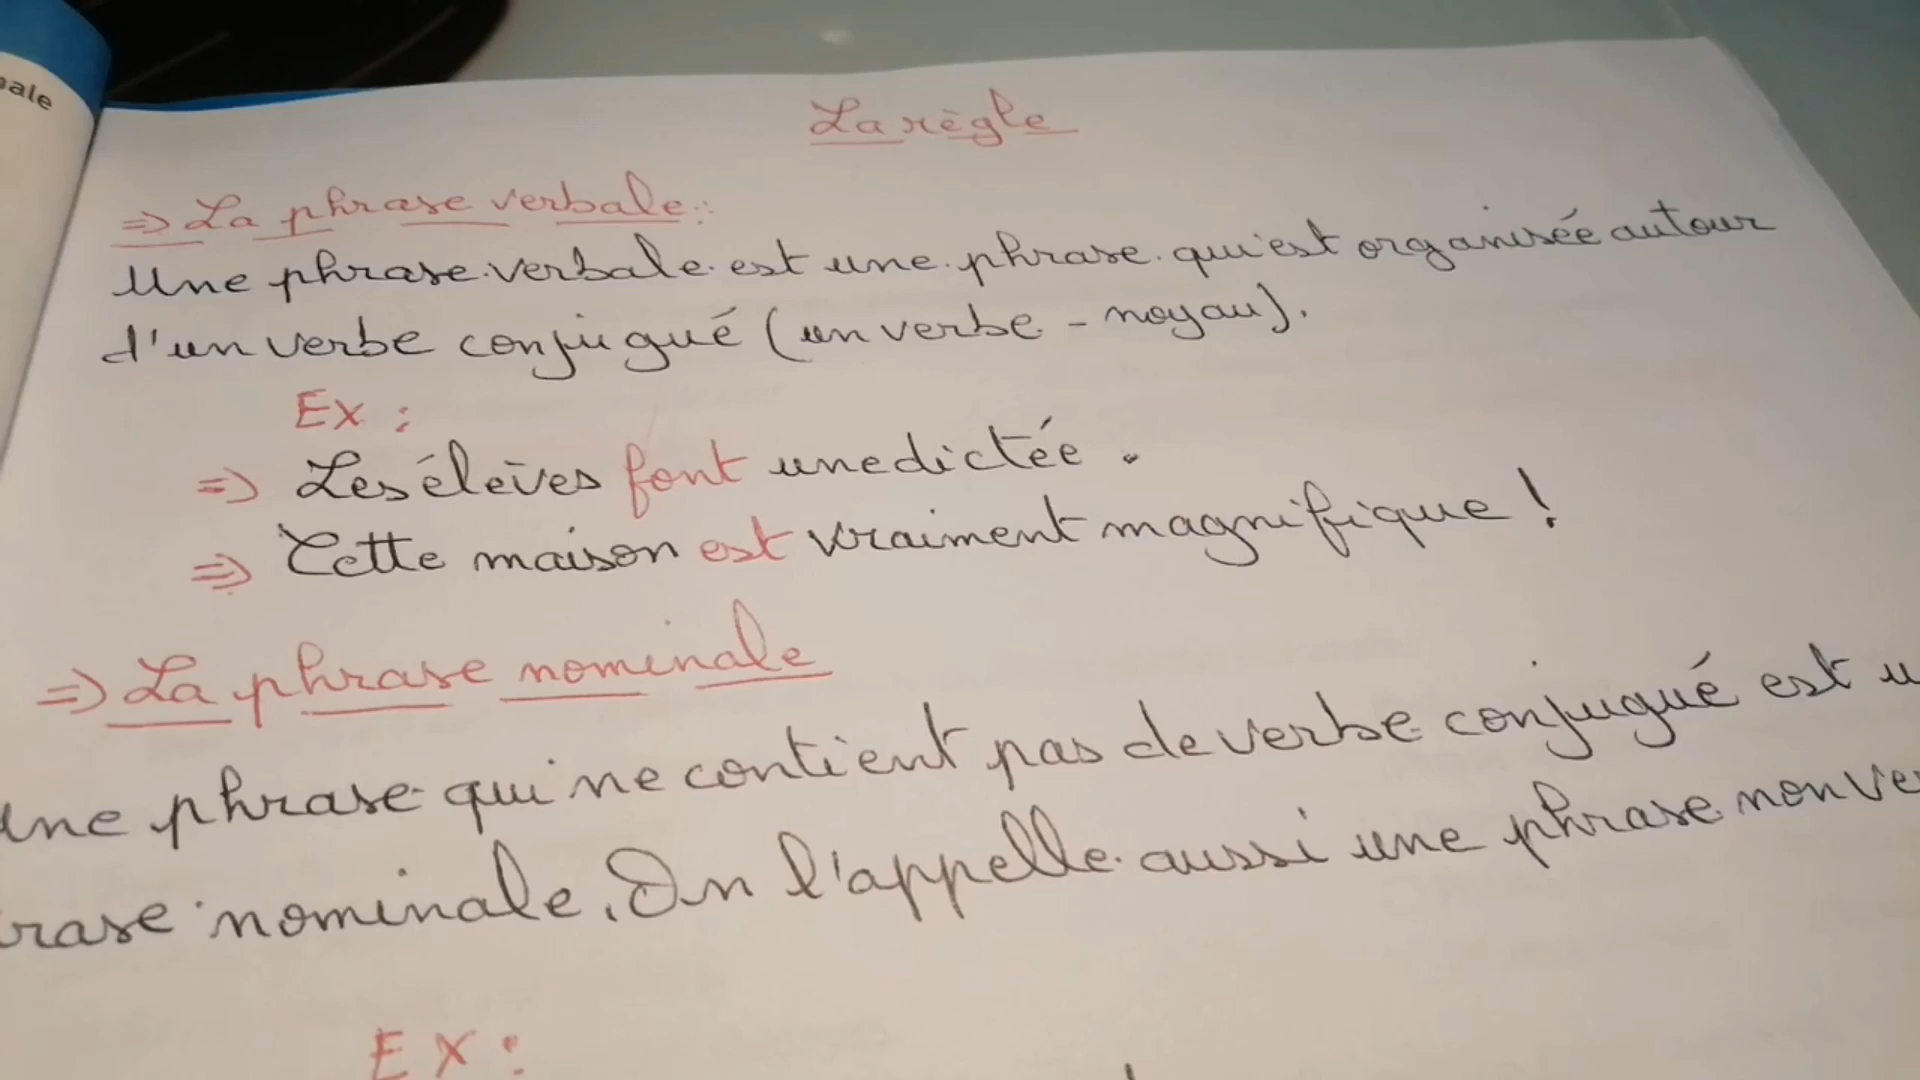 bale
La règle
=> La phrase verbale :
Une phrase verbale est une phrase qui est organisée autour
d'un verbe conjugué (un verbe - noyau).
Ex :
=> Les élèves font une dictée .
=> Cette maison est vraiment magnifique !
=> La phrase nominale
Une phrase qui ne contient pas de verbe conjugué est
nominale. On l'appelle aussi une phrase non
Ex :